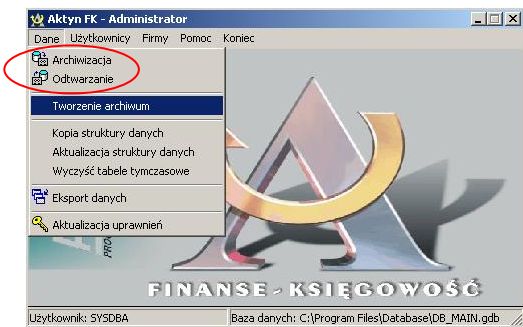 Aktyn FK - Administrator
Dane Użytkownicy Firmy Pomoc Koniec
Archiwizacja
Odtwarzanie
Tworzenie archiwum
Kopia struktury danych
Aktualizacja struktury danych
Wyczyść tabele tymczasowe
Eksport danych
Aktualizacja uprawnień
FINANSE-KSIĘGOWOŚĆ
Użytkownik: SYSDBA
Baza danych: C:\Program Files\Database\DB_MAIN.gdb